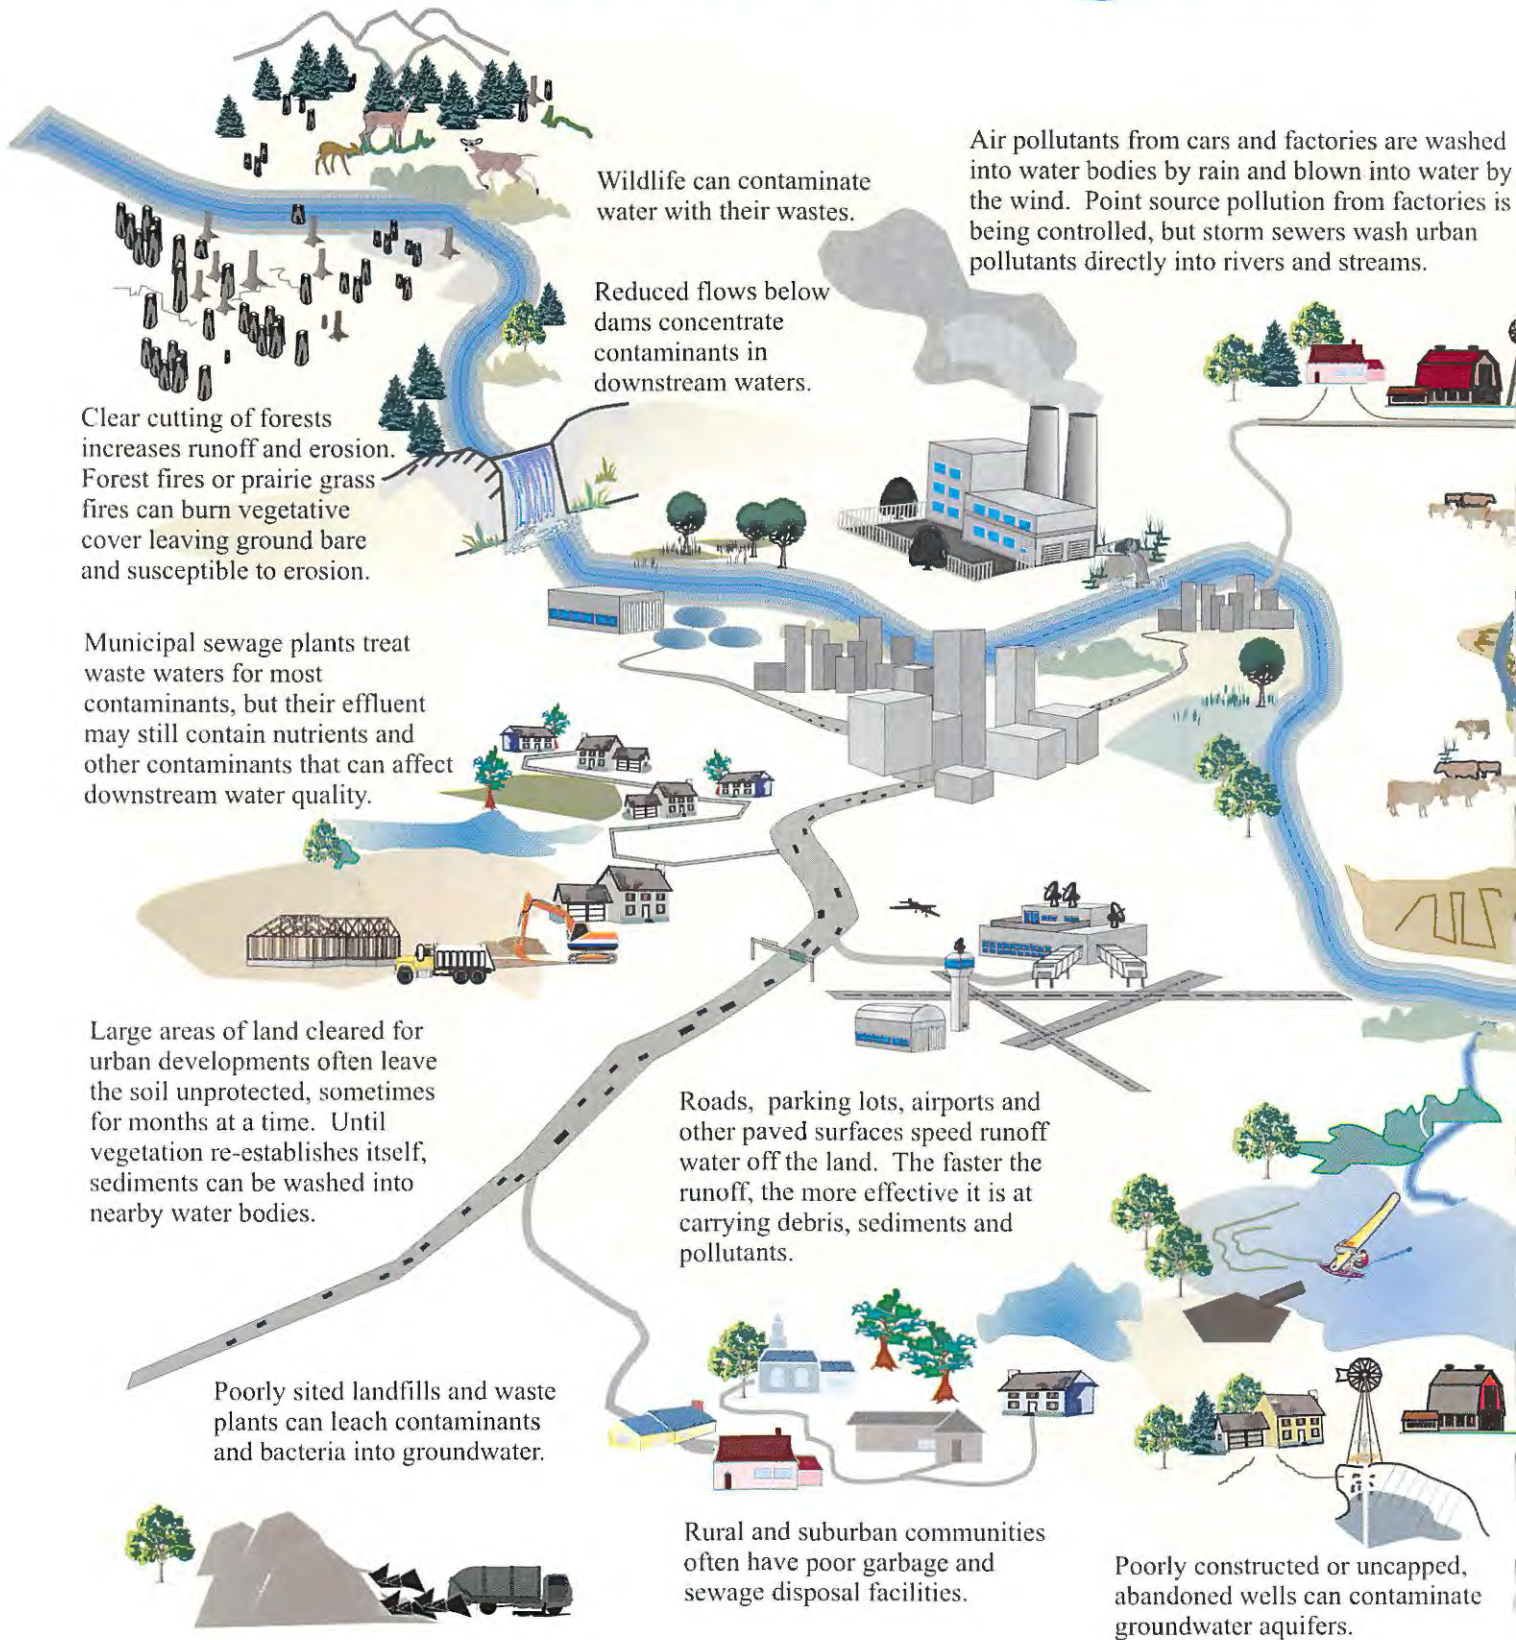 Wildlife can contaminate
water with their wastes.
Air pollutants from cars and factories are washed
into water bodies by rain and blown into water by
the wind.  Point source pollution from factories is
being controlled, but storm sewers wash urban
pollutants directly into rivers and streams.
Reduced flows below
dams concentrate
contaminants in
downstream waters.
Clear cutting of forests
increases runoff and erosion.
Forest fires or prairie grass
fires can burn vegetative
cover leaving ground bare
and susceptible to erosion.
Municipal sewage plants treat
waste waters for most
contaminants, but their effluent
may still contain nutrients and
other contaminants that can affect
downstream water quality.
Large areas of land cleared for
urban developments often leave
the soil unprotected, sometimes
for months at a time.  Until
vegetation re-establishes itself,
sediments can be washed into
nearby water bodies.
Roads,  parking lots, airports and
other paved surfaces speed runoff
water off the land.  The faster the
runoff, the more effective it is at
carrying debris, sediments and
pollutants.
Poorly sited landfills and waste
plants can leach contaminants
and bacteria into groundwater.
Rural and suburban communities
often have poor garbage and
sewage disposal facilities.
Poorly constructed or uncapped,
abandoned wells can contaminate
groundwater aquifers.